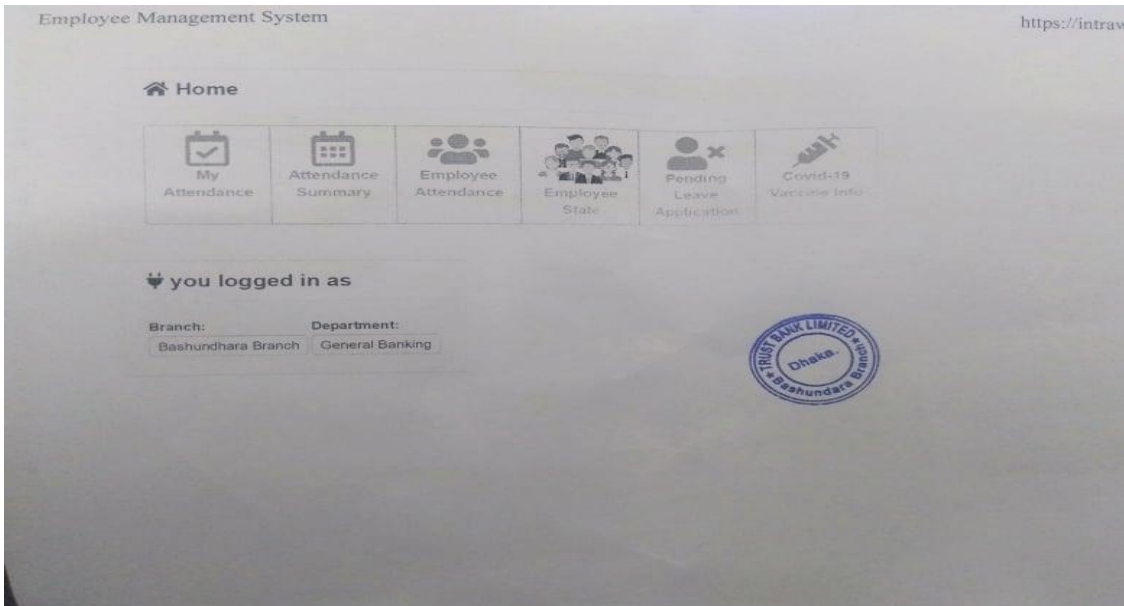 Employee Management System
https://intraw
Home
My
Attendance
Attendance
Summary
Employee
Attendance
Employee
State
Pending
Leave
Application
Covid-19
Vaccine Info
you logged in as
Branch:
Department:
Bashundhara Branch
General Banking
★ TRUST BANK LIMITED ★
Dhaka.
Bashundara Branch